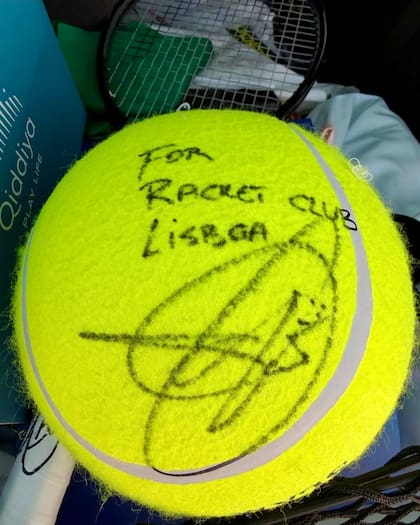 FOR
RACKET CLUB
LISBOA
Qiddiya
PLAY LIFE